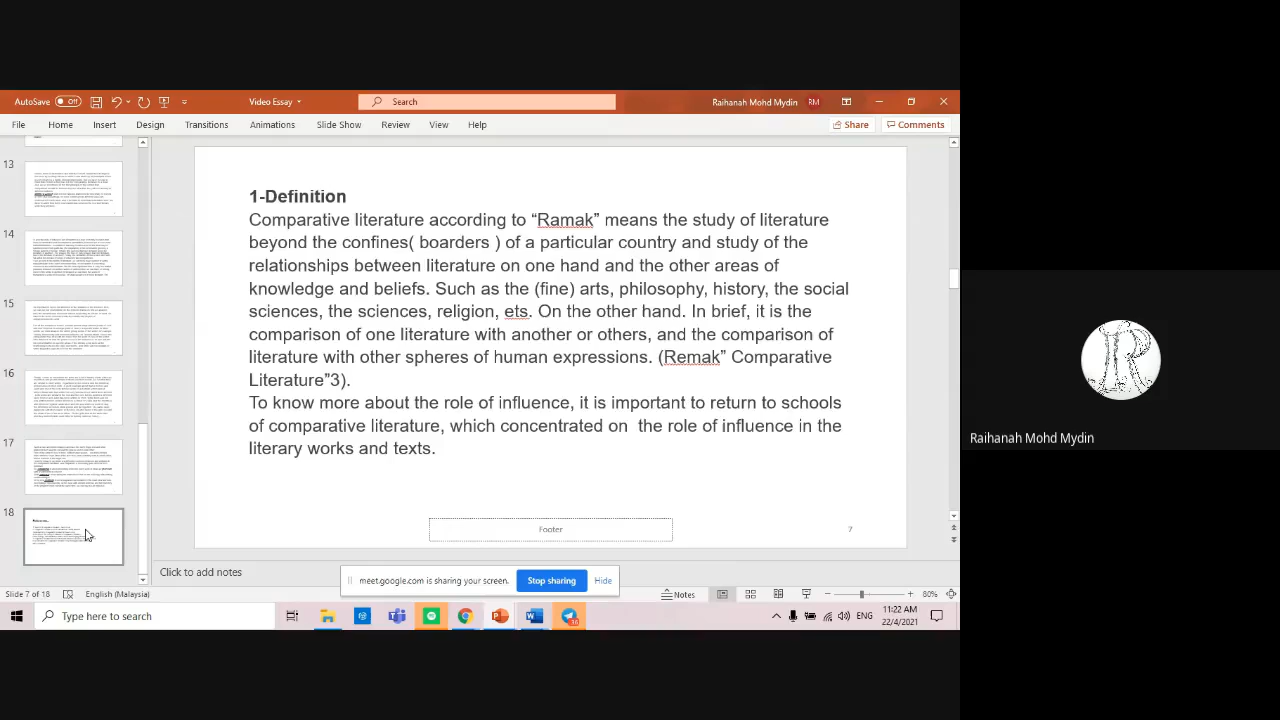 AutoSave Off Video Essay Search Raihanah Mohd Mydin RM
File Home Insert Design Transitions Animations Slide Show Review View Help Share Comments
13
14
15
16
17
18
1-Definition
Comparative literature according to “Ramak” means the study of literature
beyond the confines( boarders ) of a particular country and study of the
relationships between literature on one hand and the other areas of
knowledge and beliefs. Such as the (fine) arts, philosophy, history, the social
sciences, the sciences, religion, ets. On the other hand. In brief, it is the
comparison of one literature with another or others, and the comparison of
literature with other spheres of human expressions. (Remak” Comparative
Literature”3).
To know more about the role of influence, it is important to return to schools
of comparative literature, which concentrated on the role of influence in the
literary works and texts.
Footer 7
Click to add notes
meet.google.com is sharing your screen. Stop sharing Hide
Slide 7 of 18 English (Malaysia) Notes 80%
Type here to search ENG 11:22 AM
22/4/2021
Raihanah Mohd Mydin